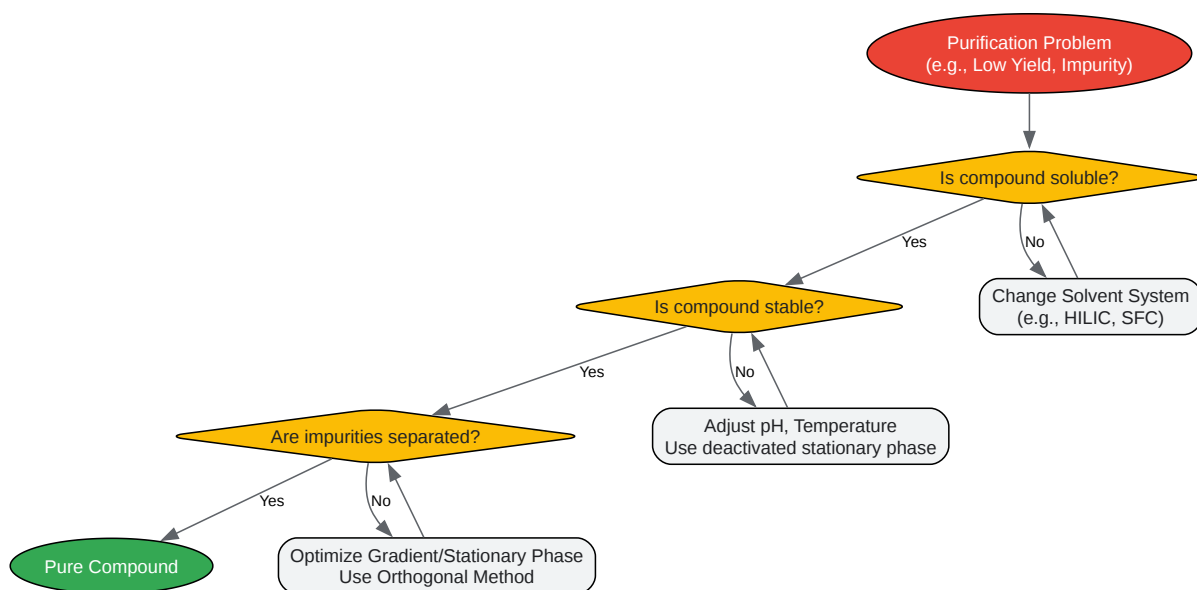 Purification Problem
(e.g., Low Yield, Impurity)
Is compound soluble?
Yes
No
Change Solvent System
(e.g., HILIC, SFC)
Is compound stable?
Yes
No
Adjust pH, Temperature
Use deactivated stationary phase
Are impurities separated?
Yes
No
Pure Compound
Optimize Gradient/Stationary Phase
Use Orthogonal Method